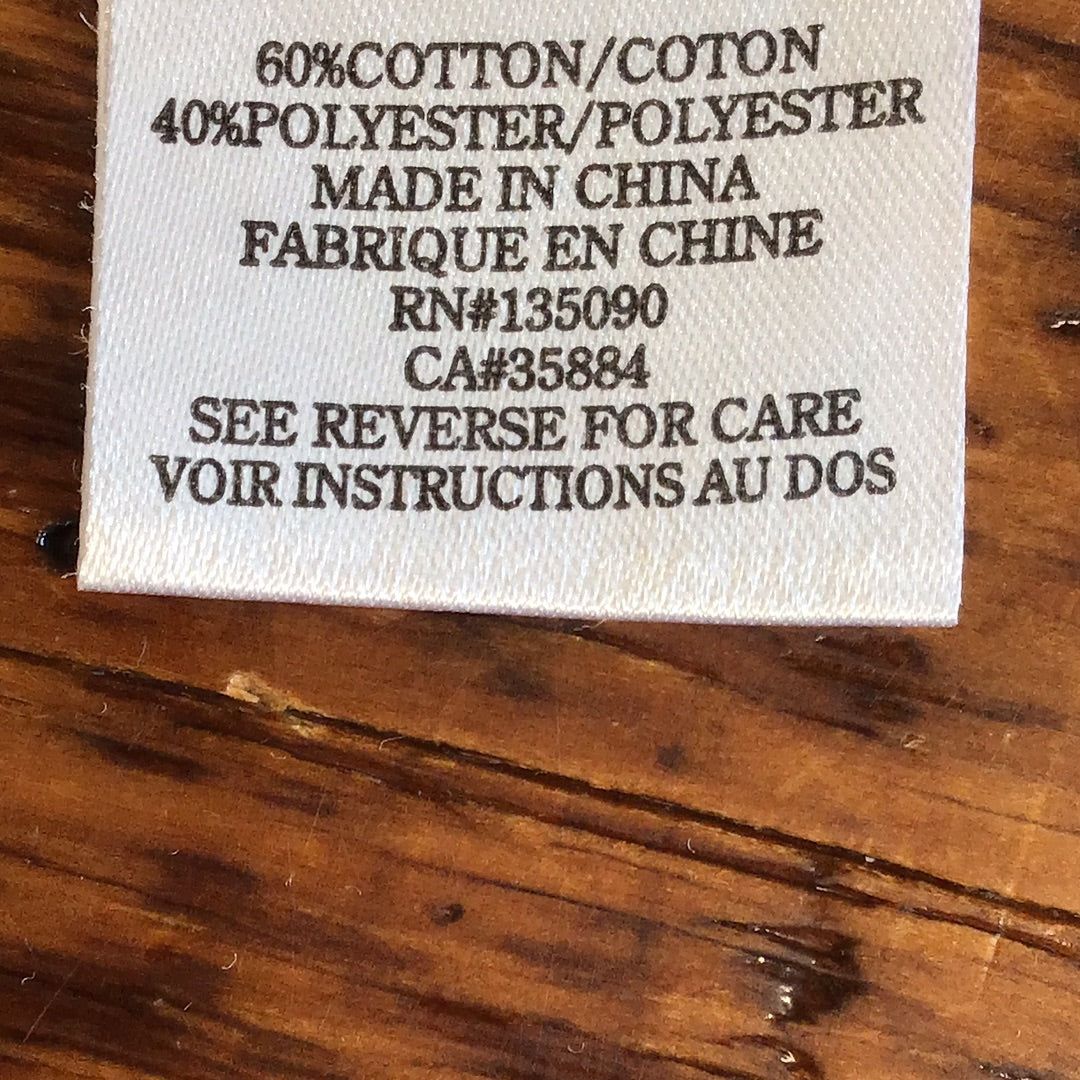 60%COTTON/COTON
40%POLYESTER/POLYESTER
MADE IN CHINA
FABRIQUE EN CHINE
RN#135090
CA#35884
SEE REVERSE FOR CARE
VOIR INSTRUCTIONS AU DOS